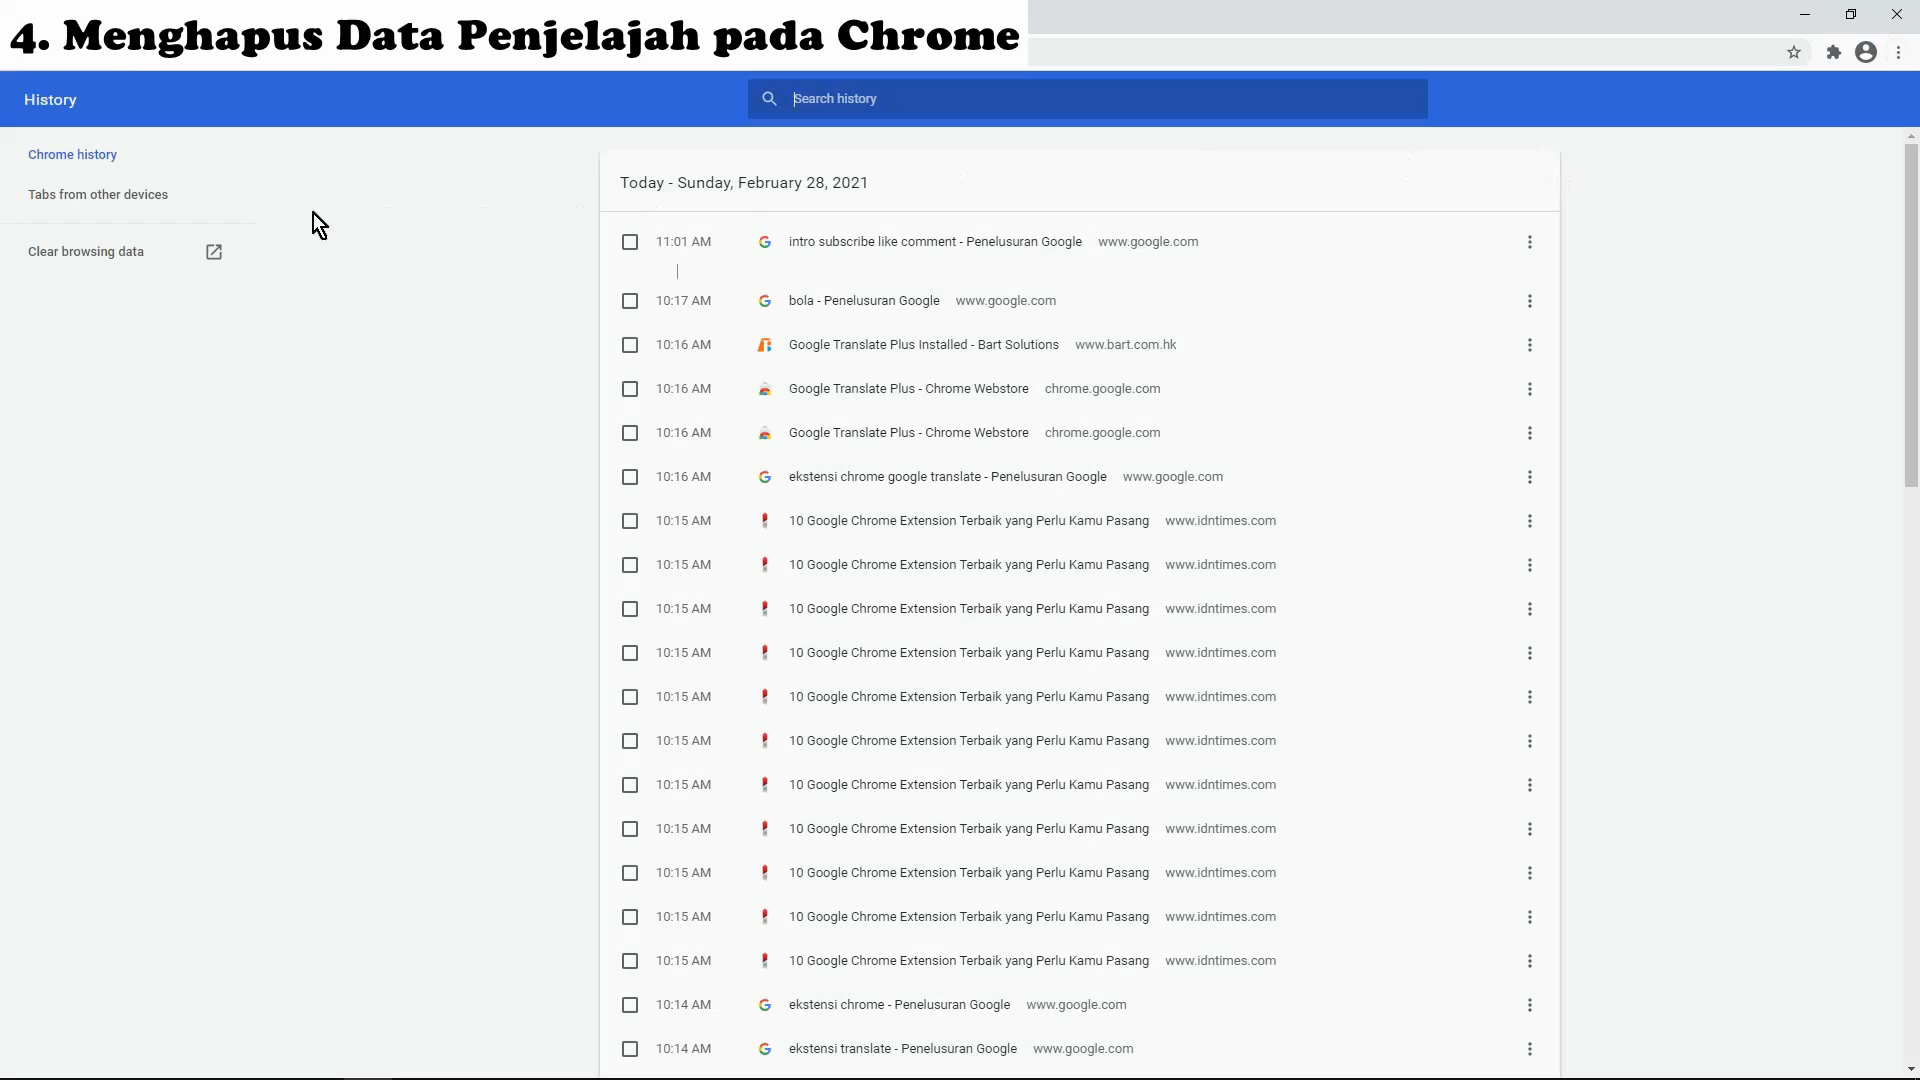 4. Menghapus Data Penjelajah pada Chrome
History
Search history
Chrome history
Tabs from other devices
Clear browsing data
Today - Sunday, February 28, 2021
11:01 AM intro subscribe like comment - Penelusuran Google www.google.com
10:17 AM bola - Penelusuran Google www.google.com
10:16 AM Google Translate Plus Installed - Bart Solutions www.bart.com.hk
10:16 AM Google Translate Plus - Chrome Webstore chrome.google.com
10:16 AM Google Translate Plus - Chrome Webstore chrome.google.com
10:16 AM ekstensi chrome google translate - Penelusuran Google www.google.com
10:15 AM 10 Google Chrome Extension Terbaik yang Perlu Kamu Pasang www.idntimes.com
10:15 AM 10 Google Chrome Extension Terbaik yang Perlu Kamu Pasang www.idntimes.com
10:15 AM 10 Google Chrome Extension Terbaik yang Perlu Kamu Pasang www.idntimes.com
10:15 AM 10 Google Chrome Extension Terbaik yang Perlu Kamu Pasang www.idntimes.com
10:15 AM 10 Google Chrome Extension Terbaik yang Perlu Kamu Pasang www.idntimes.com
10:15 AM 10 Google Chrome Extension Terbaik yang Perlu Kamu Pasang www.idntimes.com
10:15 AM 10 Google Chrome Extension Terbaik yang Perlu Kamu Pasang www.idntimes.com
10:15 AM 10 Google Chrome Extension Terbaik yang Perlu Kamu Pasang www.idntimes.com
10:15 AM 10 Google Chrome Extension Terbaik yang Perlu Kamu Pasang www.idntimes.com
10:15 AM 10 Google Chrome Extension Terbaik yang Perlu Kamu Pasang www.idntimes.com
10:15 AM 10 Google Chrome Extension Terbaik yang Perlu Kamu Pasang www.idntimes.com
10:14 AM ekstensi chrome - Penelusuran Google www.google.com
10:14 AM ekstensi translate - Penelusuran Google www.google.com